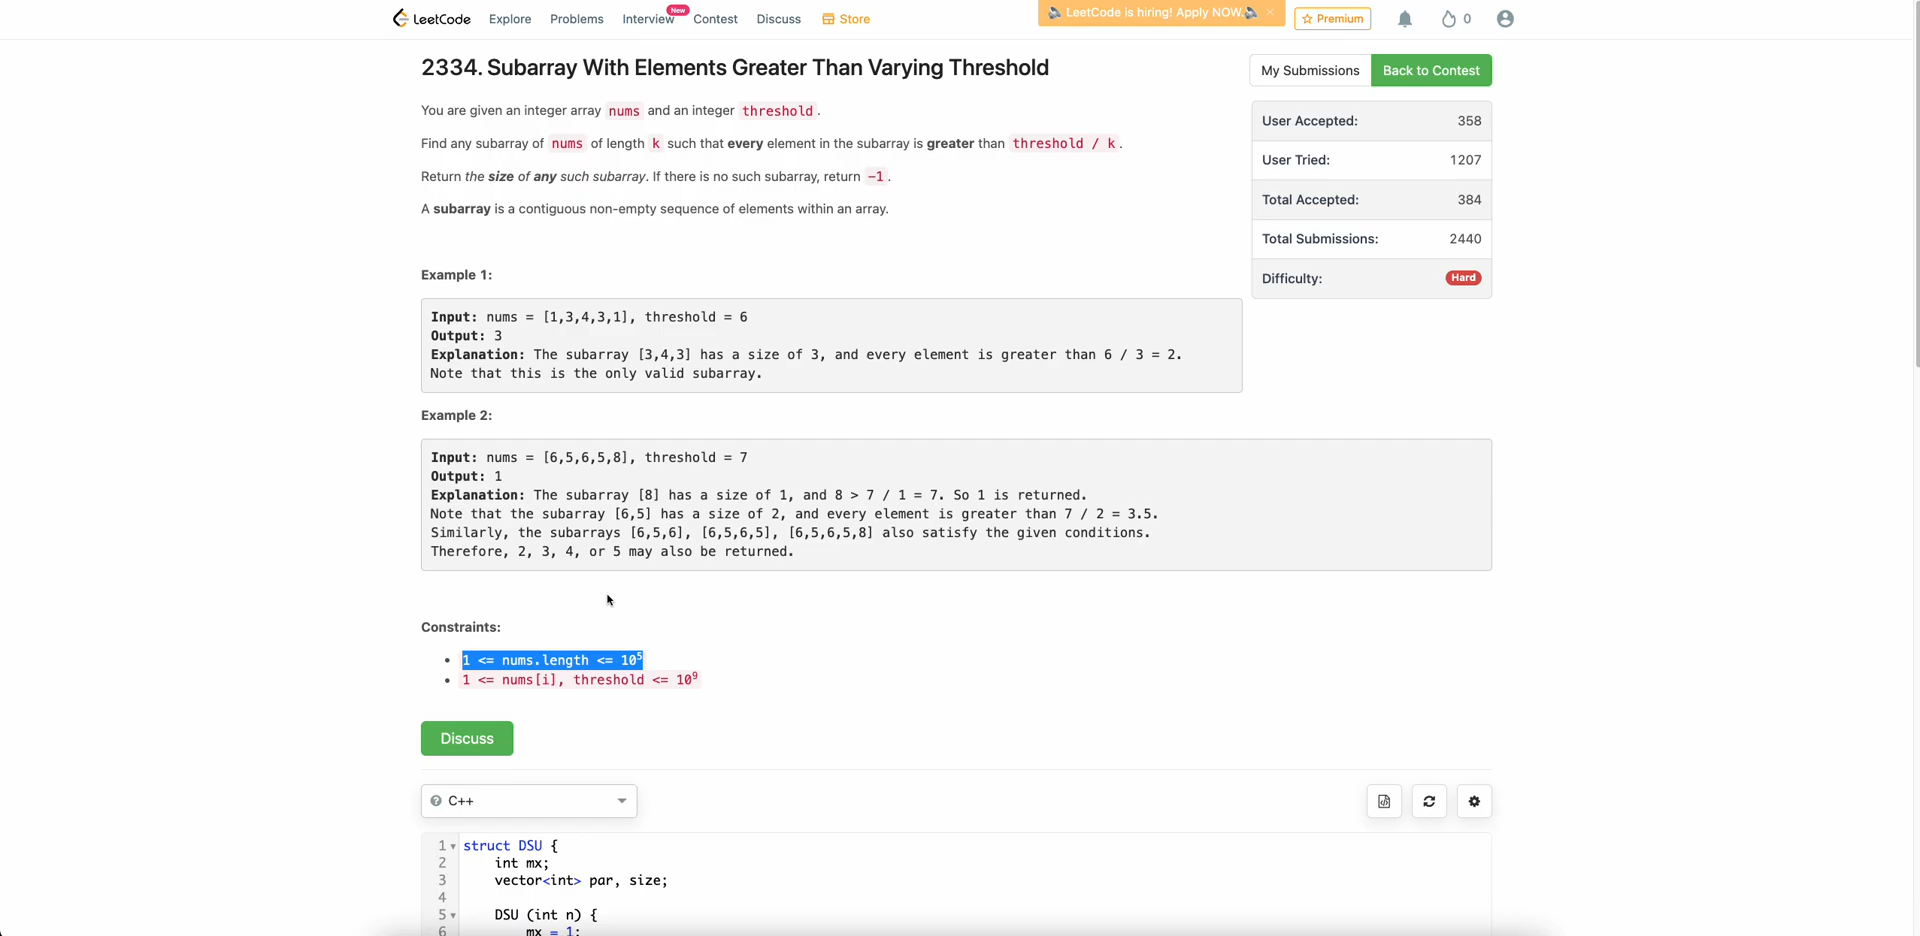 LeetCode Explore Problems Interview New Contest Discuss Store LeetCode is hiring! Apply NOW. × Premium 0
2334. Subarray With Elements Greater Than Varying Threshold
My Submissions Back to Contest
You are given an integer array nums and an integer threshold.
Find any subarray of nums of length k such that every element in the subarray is greater than threshold / k.
Return the size of any such subarray. If there is no such subarray, return -1.
A subarray is a contiguous non-empty sequence of elements within an array.
User Accepted: 358
User Tried: 1207
Total Accepted: 384
Total Submissions: 2440
Difficulty: Hard
Example 1:
Input: nums = [1,3,4,3,1], threshold = 6
Output: 3
Explanation: The subarray [3,4,3] has a size of 3, and every element is greater than 6 / 3 = 2.
Note that this is the only valid subarray.
Example 2:
Input: nums = [6,5,6,5,8], threshold = 7
Output: 1
Explanation: The subarray [8] has a size of 1, and 8 > 7 / 1 = 7. So 1 is returned.
Note that the subarray [6,5] has a size of 2, and every element is greater than 7 / 2 = 3.5.
Similarly, the subarrays [6,5,6], [6,5,6,5], [6,5,6,5,8] also satisfy the given conditions.
Therefore, 2, 3, 4, or 5 may also be returned.
Constraints:
• 1 <= nums.length <= 10⁵
• 1 <= nums[i], threshold <= 10⁹
Discuss
? C++
1 struct DSU {
2 int mx;
3 vector<int> par, size;
4
5 DSU (int n) {
6 mx = 1;